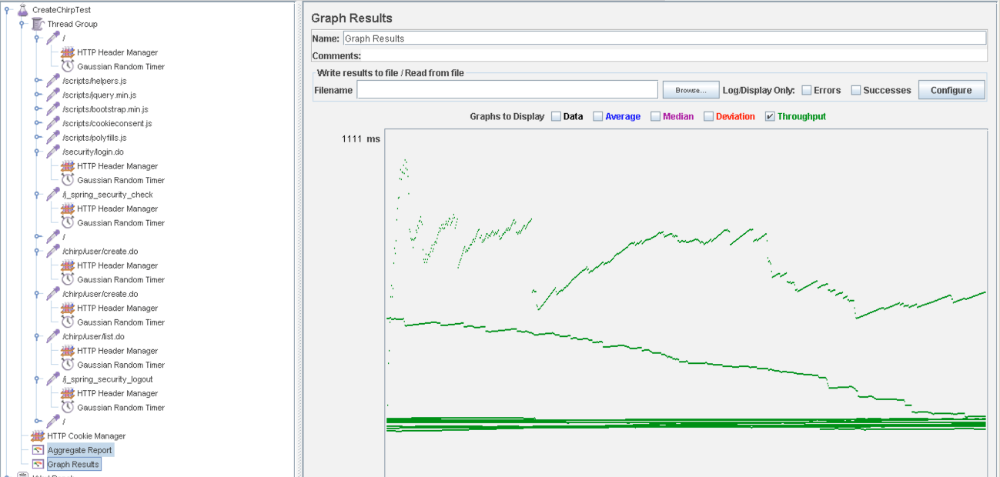 CreateChirpTest
Thread Group
/
HTTP Header Manager
Gaussian Random Timer
/scripts/helpers.js
/scripts/jquery.min.js
/scripts/bootstrap.min.js
/scripts/cookieconsent.js
/scripts/polyfills.js
/security/login.do
HTTP Header Manager
Gaussian Random Timer
/j_spring_security_check
HTTP Header Manager
Gaussian Random Timer
/
/chirp/user/create.do
HTTP Header Manager
Gaussian Random Timer
/chirp/user/create.do
HTTP Header Manager
Gaussian Random Timer
/chirp/user/list.do
HTTP Header Manager
Gaussian Random Timer
/j_spring_security_logout
HTTP Header Manager
Gaussian Random Timer
/
HTTP Cookie Manager
Aggregate Report
Graph Results
Graph Results
Name: Graph Results
Comments:
Write results to file / Read from file
Filename Browse... Log/Display Only: Errors Successes Configure
Graphs to Display Data Average Median Deviation Throughput
1111 ms